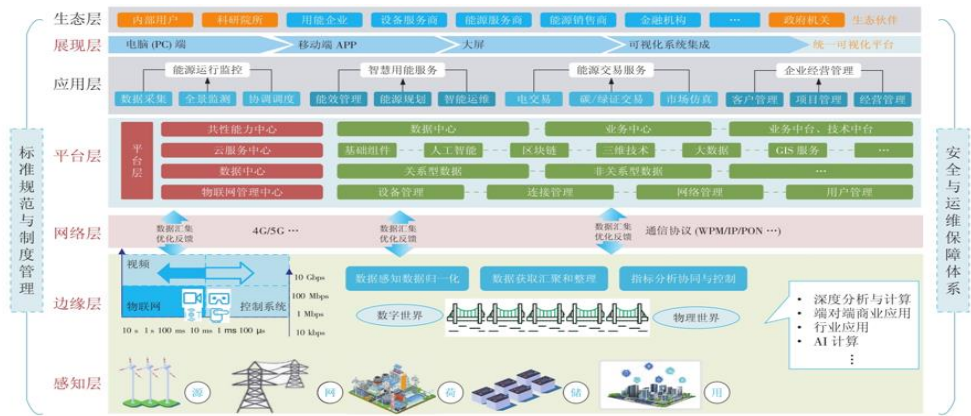 生态层 内部用户 科研院所 用能企业 设备服务商 能源服务商 能源销售商 金融机构 … 政府机关 生态伙伴
展现层 电脑 (PC) 端 移动端 APP 大屏 可视化系统集成 统一可视化平台
应用层 能源运行监控 智慧用能服务 能源交易服务 企业经营管理
数据采集 全景监测 协调调度 能效管理 能源规划 智能运维 电交易 碳/绿证交易 市场仿真 客户管理 项目管理 经营管理
平台层 平台层
共性能力中心 数据中心 业务中心 业务中台、技术中台
云服务中心 基础组件 人工智能 区块链 三维技术 大数据 GIS 服务 …
数据中心 关系型数据 非关系型数据 …
物联网管理中心 设备管理 连接管理 网络管理 用户管理
网络层 数据汇集 优化反馈 4G/5G … 数据汇集 优化反馈 数据汇集 优化反馈 通信协议 (WPM/IP/PON …)
边缘层
视频
物联网 控制系统
10 Gbps
100 Mbps
1 Mbps
10 kbps
10 s 1 s 100 ms 10 ms 1 ms 100 μs
数据感知数据归一化 数据获取汇聚和整理 指标分析协同与控制
数字世界 物理世界
• 深度分析与计算
• 端对端商业应用
• 行业应用
• AI 计算
⋮
感知层 源 网 荷 储 用
标准规范与制度管理
安全与运维保障体系